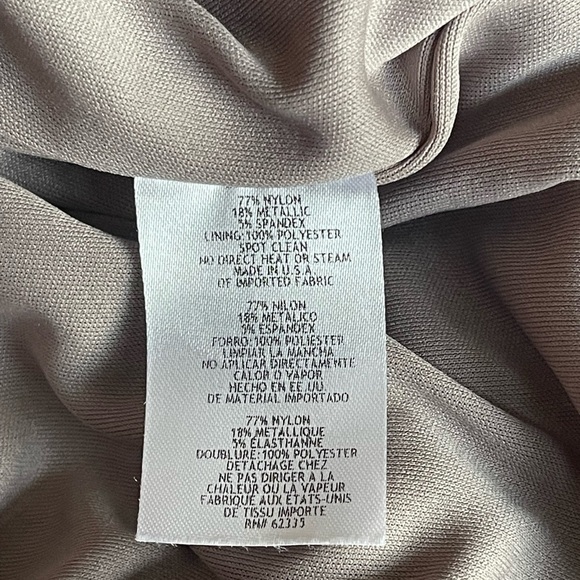 77% NYLON
18% METALLIC
5% SPANDEX
LINING: 100% POLYESTER
SPOT CLEAN
NO DIRECT HEAT OR STEAM
MADE IN U.S.A
OF IMPORTED FABRIC
77% NILON
18% METALICO
5% ESPANDEX
FORRO: 100% POLIESTER
LIMPIAR LA MANCHA
NO APLICAR DIRECTAMENTE
CALOR O VAPOR
HECHO EN EE.UU.
DE MATERIAL IMPORTADO
77% NYLON
18% METALLIQUE
5% ELASTHANNE
DOUBLURE: 100% POLYESTER
DETACHAGE CHEZ
NE PAS DIRIGER A LA
CHALEUR OU LA VAPEUR
FABRIQUE AUX ETATS-UNIS
DE TISSU IMPORTE
RN# 62335